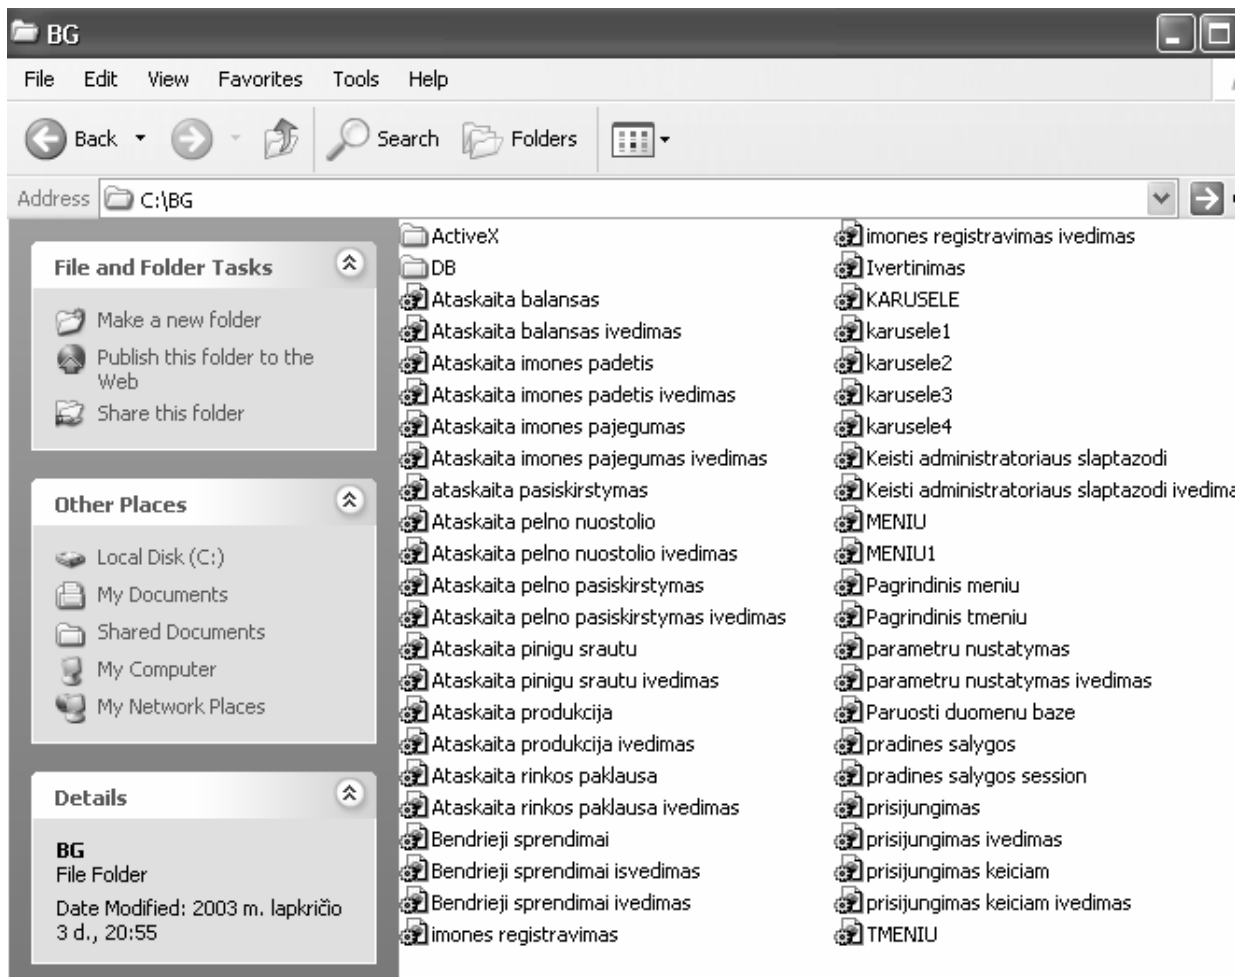 BG
File Edit View Favorites Tools Help
Back Search Folders
Address C:\BG
File and Folder Tasks
Make a new folder
Publish this folder to the
Web
Share this folder
Other Places
Local Disk (C:)
My Documents
Shared Documents
My Computer
My Network Places
Details
BG
File Folder
Date Modified: 2003 m. lapkričio
3 d., 20:55
ActiveX
DB
Ataskaita balansas
Ataskaita balansas ivedimas
Ataskaita imones padetis
Ataskaita imones padetis ivedimas
Ataskaita imones pajegumas
Ataskaita imones pajegumas ivedimas
ataskaita pasiskirstymas
Ataskaita pelno nuostolio
Ataskaita pelno nuostolio ivedimas
Ataskaita pelno pasiskirstymas
Ataskaita pelno pasiskirstymas ivedimas
Ataskaita pinigu srautu
Ataskaita pinigu srautu ivedimas
Ataskaita produkcija
Ataskaita produkcija ivedimas
Ataskaita rinkos paklausa
Ataskaita rinkos paklausa ivedimas
Bendrieji sprendimai
Bendrieji sprendimai isvedimas
Bendrieji sprendimai ivedimas
imones registravimas
imones registravimas ivedimas
Ivertinimas
KARUSELE
karusele1
karusele2
karusele3
karusele4
Keisti administratoriaus slaptazodi
Keisti administratoriaus slaptazodi ivedima
MENIU
MENIU1
Pagrindinis meniu
Pagrindinis tmeniu
parametru nustatymas
parametru nustatymas ivedimas
Paruosti duomenu baze
pradines salygos
pradines salygos session
prisijungimas
prisijungimas ivedimas
prisijungimas keiciam
prisijungimas keiciam ivedimas
TMENIU